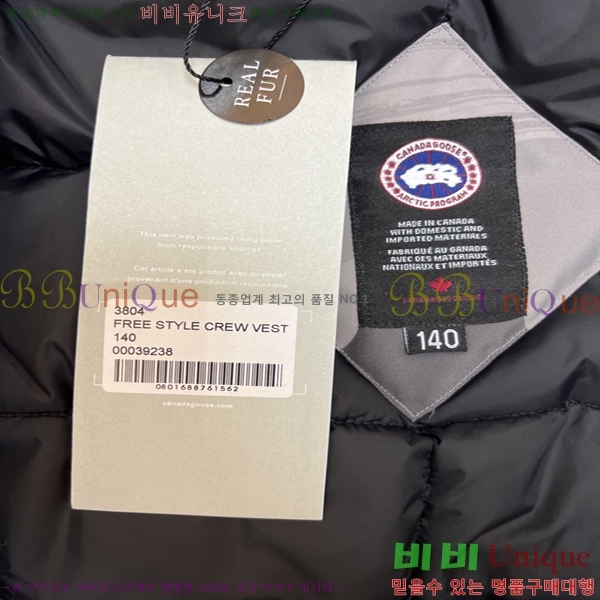 비비유니크
REAL
FUR
CANADA GOOSE
ARCTIC PROGRAM
MADE IN CANADA
WITH DOMESTIC AND
IMPORTED MATERIALS
FABRIQUÉ AU CANADA
AVEC DES MATERIAUX
NATIONAUX ET IMPORTÉS
140
This item was produced using paper
from responsible sources.
Cet article a été produit avec du papier
provenant d'une production responsable.
BBUniQue 동종업계 최고의 품질 NO.1 BBUniQue
3804
FREE STYLE CREW VEST
140
00039238
0801688761562
canadagoose.com
비비 Unique
믿을수 있는 명품구매대행